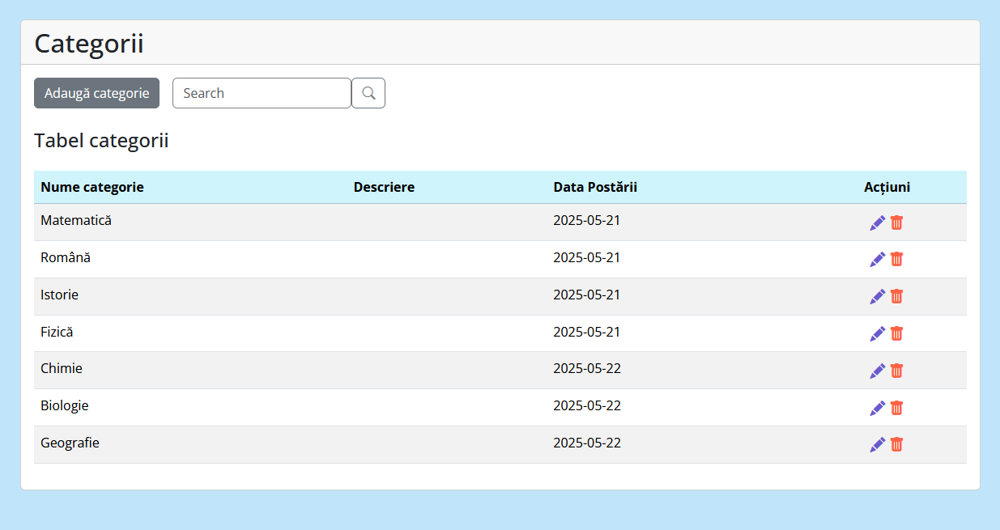 Categorii
Adaugă categorie Search
Tabel categorii
Nume categorie Descriere Data Postării Acțiuni
Matematică 2025-05-21
Română 2025-05-21
Istorie 2025-05-21
Fizică 2025-05-21
Chimie 2025-05-22
Biologie 2025-05-22
Geografie 2025-05-22